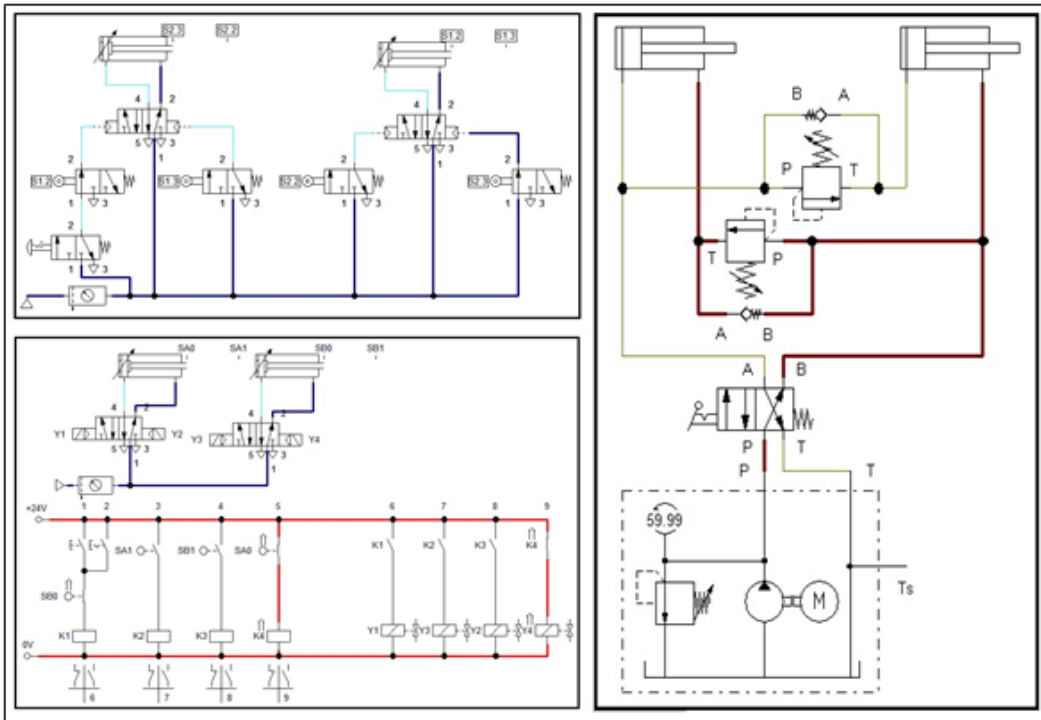 S2.3 S2.2 S1.2 S1.3
4 2 4 2
5 3 5 3
1 1
2 2 2 2
S1.2 S1.3 S2.2 S2.3
1 3 1 3 1 3 1 3
2
1 3
SA0 SA1 SB0 SB1
4 2 4 2
Y1 Y2 Y3 Y4
5 3 5 3
1 1
+24V 1 2 3 4 5 6 7 8 9
SA1 SB1 SA0 K1 K2 K3 K4
SB0
K1 K2 K3 K4 Y1 Y3 Y2 Y4
0V
6 7 8 9
B A
P T
T P
A B
A B
P T
P T
59.99
M
Ts